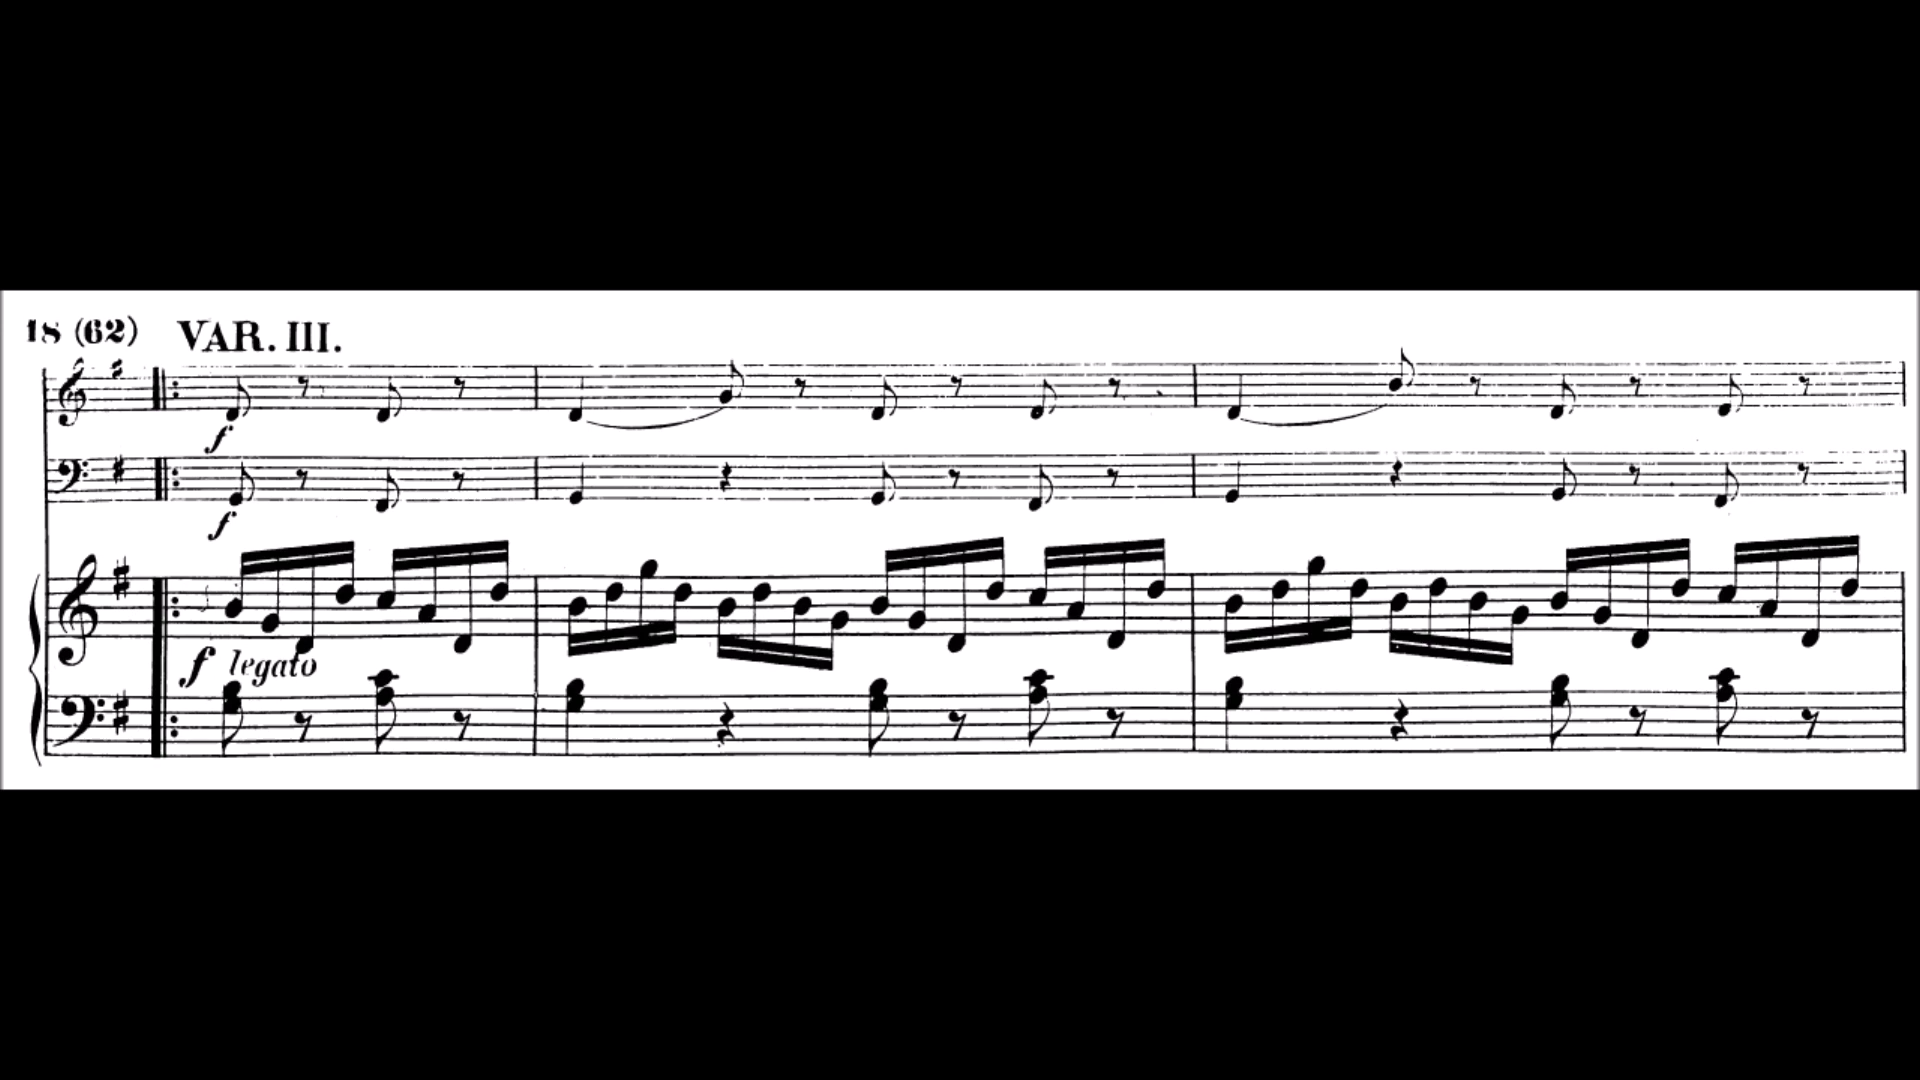 18 (62) VAR. III.
f
f
f legato